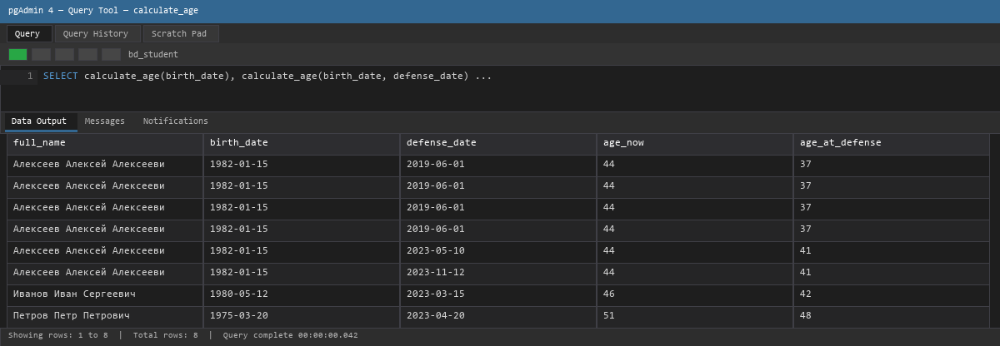 pgAdmin 4 — Query Tool — calculate_age
Query Query History Scratch Pad
bd_student
1 SELECT calculate_age(birth_date), calculate_age(birth_date, defense_date) ...
Data Output Messages Notifications
full_name birth_date defense_date age_now age_at_defense
Алексеев Алексей Алексееви 1982-01-15 2019-06-01 44 37
Алексеев Алексей Алексееви 1982-01-15 2019-06-01 44 37
Алексеев Алексей Алексееви 1982-01-15 2019-06-01 44 37
Алексеев Алексей Алексееви 1982-01-15 2019-06-01 44 37
Алексеев Алексей Алексееви 1982-01-15 2023-05-10 44 41
Алексеев Алексей Алексееви 1982-01-15 2023-11-12 44 41
Иванов Иван Сергеевич 1980-05-12 2023-03-15 46 42
Петров Петр Петрович 1975-03-20 2023-04-20 51 48
Showing rows: 1 to 8 | Total rows: 8 | Query complete 00:00:00.042